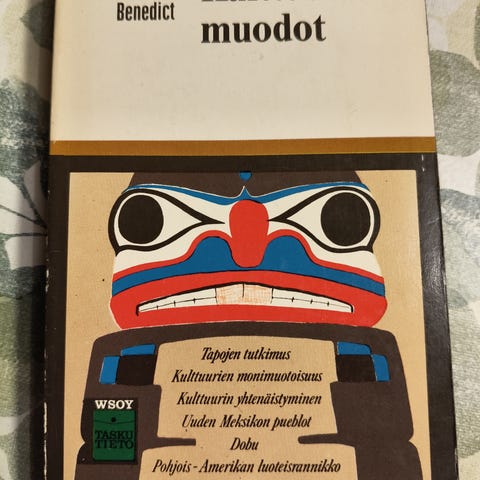 Benedict
muodot
Tapojen tutkimus
Kulttuurien monimuotoisuus
Kulttuurin yhtenäistyminen
Uuden Meksikon pueblot
Dobu
Pohjois-Amerikan luoteisrannikko
WSOY
TASKU
TIETO